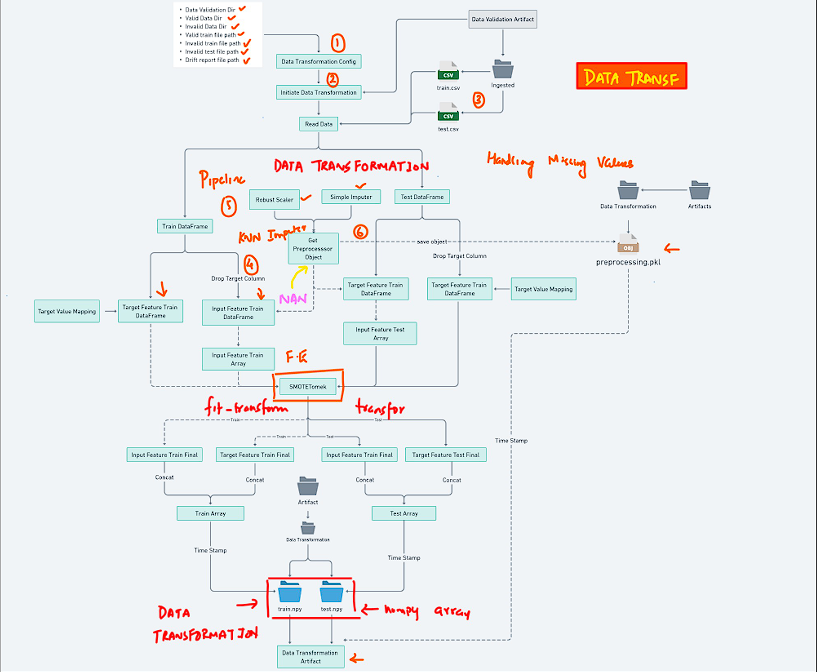 Data Validation Dir
Valid Data Dir
Invalid Data Dir
Valid train file path
Invalid train file path
Invalid test file path
Drift report file path
Data Validation Artifact
1
Data Transformation Config
2
Initiate Data Transformation
CSV
train.csv
Ingested
3
CSV
test.csv
DATA TRANSF
Read Data
DATA TRANSFORMATION
Handling Missing Values
Pipeline
5
Robust Scaler
Simple Imputer
Test DataFrame
Data Transformation
Artifacts
Train DataFrame
KNN Imputer
6
Get
Preprocesssor
Object
save object
OBJ
preprocessing.pkl
4
Drop Target Column
Drop Target Column
NAN
Target Value Mapping
Target Feature Train
DataFrame
Input Feature Train
DataFrame
Target Feature Train
DataFrame
Target Feature Train
DataFrame
Target Value Mapping
Input Feature Test
Array
Input Feature Train
Array
F.E
SMOTETomek
fit-transform
transfor
Train
Test
Train
Test
Time Stamp
Input Feature Train Final
Target Feature Train Final
Input Feature Train Final
Target Feature Test Final
Concat
Concat
Concat
Concat
Artifact
Train Array
Test Array
Data Transformation
Time Stamp
Time Stamp
train.npy
test.npy
DATA
TRANSFORMATION
numpy array
Data Transformation
Artifact